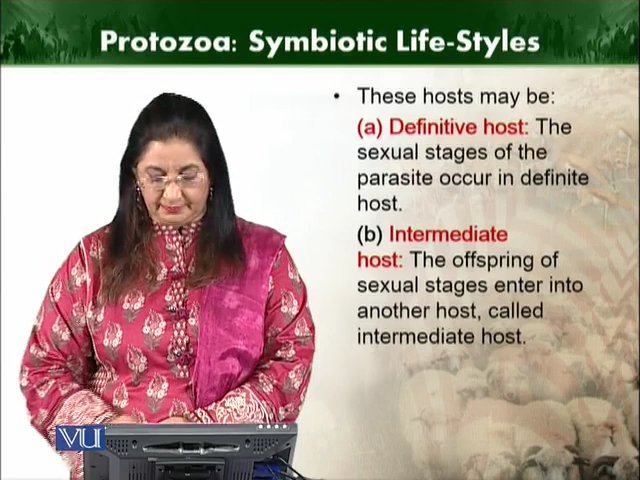 Protozoa: Symbiotic Life-Styles
• These hosts may be:
(a) Definitive host: The
sexual stages of the
parasite occur in definite
host.
(b) Intermediate
host: The offspring of
sexual stages enter into
another host, called
intermediate host.
VU